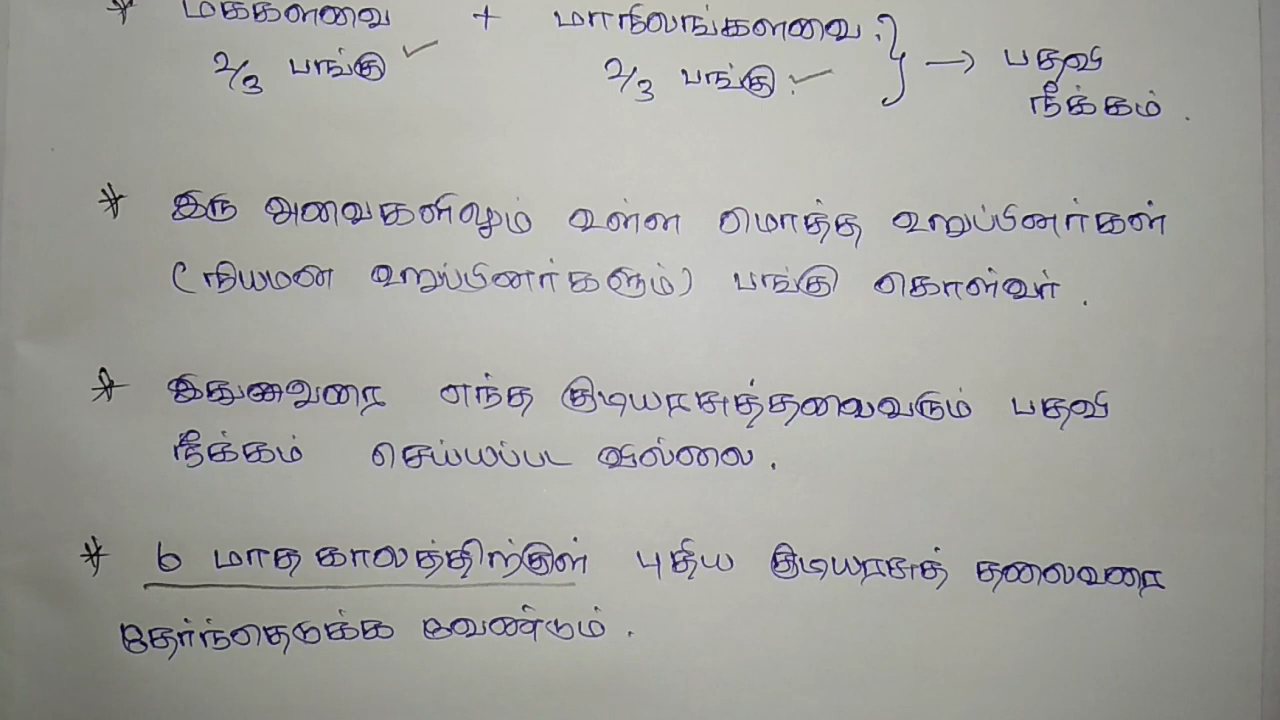 * மக்களவை + மாநிலங்களவை. } → பதவி
2/3 பங்கு ✓ 2/3 பங்கு. ✓ நீக்கம்.
* இரு அவைகளிலும் உள்ள மொத்த உறுப்பினர்கள்
(நியமன உறுப்பினர்களும்) பங்கு கொள்வர்.
* இதுவரை எந்த குடியரசுத்தலைவரும் பதவி
நீக்கம் செய்யப்பட வில்லை.
* 6 மாத காலத்திற்குள் புதிய குடியரசுத் தலைவரை
தேர்ந்தெடுக்க வேண்டும்.